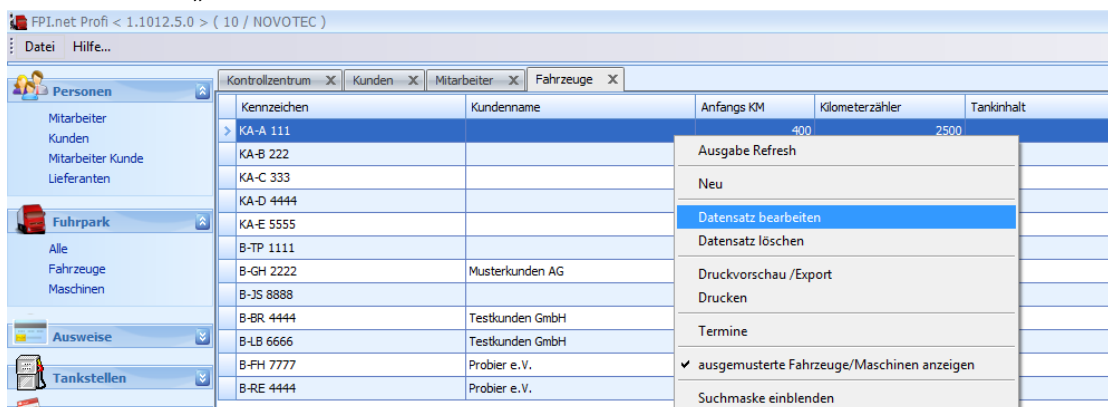 „
FPI.net Profi < 1.1012.5.0 > ( 10 / NOVOTEC )
Datei Hilfe...
Personen
Mitarbeiter
Kunden
Mitarbeiter Kunde
Lieferanten
Fuhrpark
Alle
Fahrzeuge
Maschinen
Ausweise
Tankstellen
Kontrollzentrum X Kunden X Mitarbeiter X Fahrzeuge X
Kennzeichen Kundenname Anfangs KM Kilometerzähler Tankinhalt
> KA-A 111 400 2500
KA-B 222
KA-C 333
KA-D 4444
KA-E 5555
B-TP 1111
B-GH 2222 Musterkunden AG
B-JS 8888
B-BR 4444 Testkunden GmbH
B-LB 6666 Testkunden GmbH
B-FH 7777 Probier e.V.
B-RE 4444 Probier e.V.
Ausgabe Refresh
Neu
Datensatz bearbeiten
Datensatz löschen
Druckvorschau /Export
Drucken
Termine
✔ ausgemusterte Fahrzeuge/Maschinen anzeigen
Suchmaske einblenden